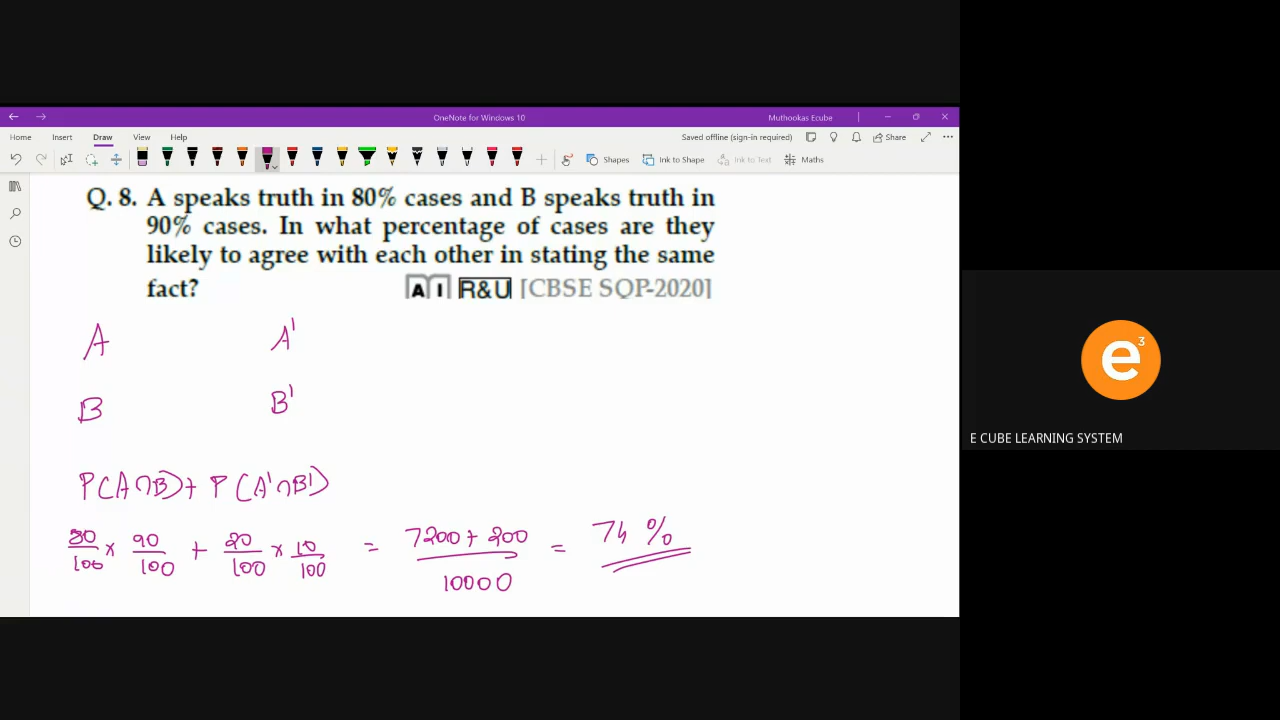 OneNote for Windows 10
Muthookas Ecube
Home Insert Draw View Help
Saved offline (sign-in required) Share
Shapes Ink to Shape Ink to Text Maths
Q. 8. A speaks truth in 80% cases and B speaks truth in
90% cases. In what percentage of cases are they
likely to agree with each other in stating the same
fact? A I R&U [CBSE SQP-2020]
A A'
B B'
P(A∩B) + P(A'∩B')
80/100 × 90/100 + 20/100 × 10/100 = 7200 + 200 / 10000 = 74 %
e 3
E CUBE LEARNING SYSTEM